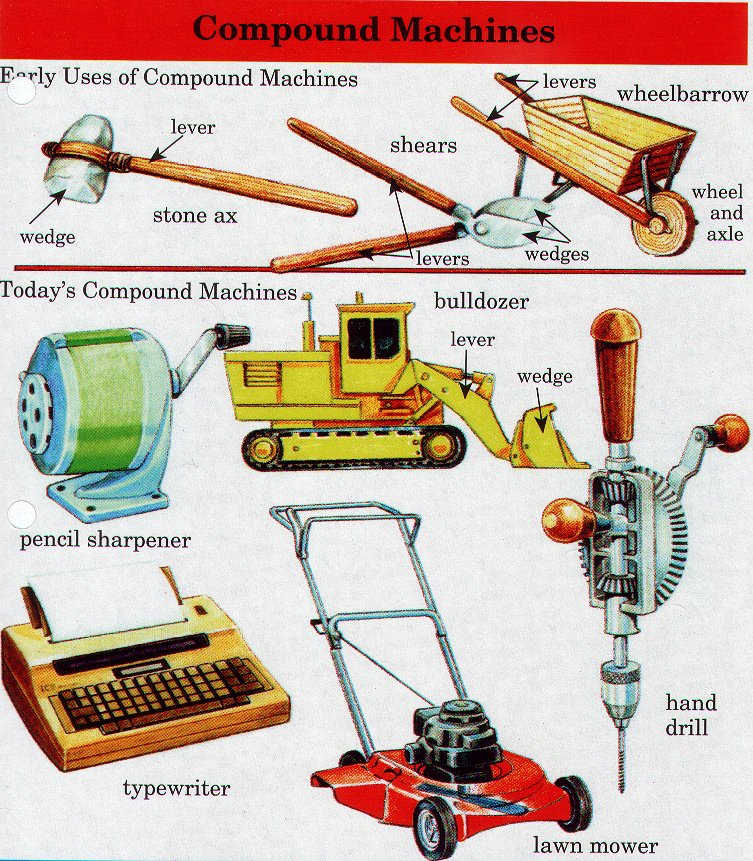 Compound Machines
Early Uses of Compound Machines
levers
wheelbarrow
lever
shears
stone ax
wedge
wheel
and
axle
levers
wedges
Today's Compound Machines
bulldozer
lever
wedge
pencil sharpener
hand
drill
typewriter
lawn mower